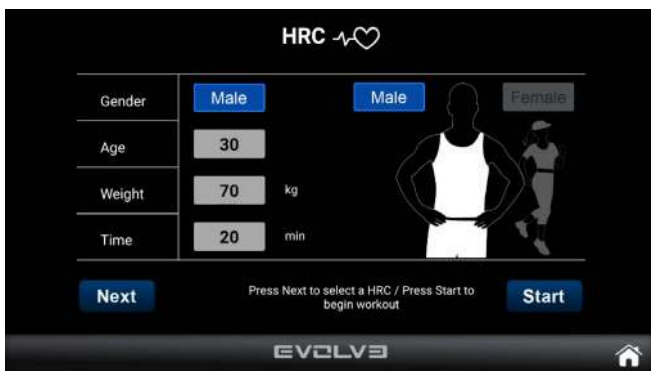 HRC
Gender Male Male Female
Age 30
Weight 70 kg
Time 20 min
Next Press Next to select a HRC / Press Start to Start
begin workout
EVOLVE